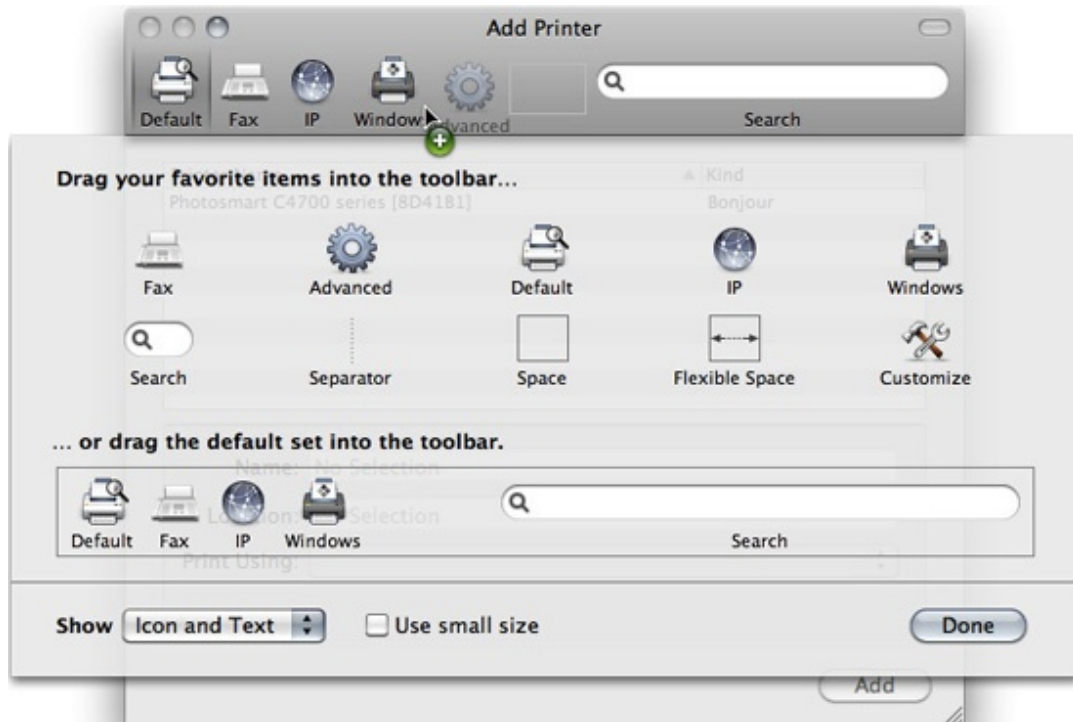 Add Printer
Default Fax IP Windows Advanced Search
Drag your favorite items into the toolbar...
Kind
Photosmart C4700 series [8D41B1] Bonjour
Fax Advanced Default IP Windows
Search Separator Space Flexible Space Customize
... or drag the default set into the toolbar.
Name: No Selection
Location: No Selection
Default Fax IP Windows Search
Print Using:
Show Icon and Text Use small size Done
Add